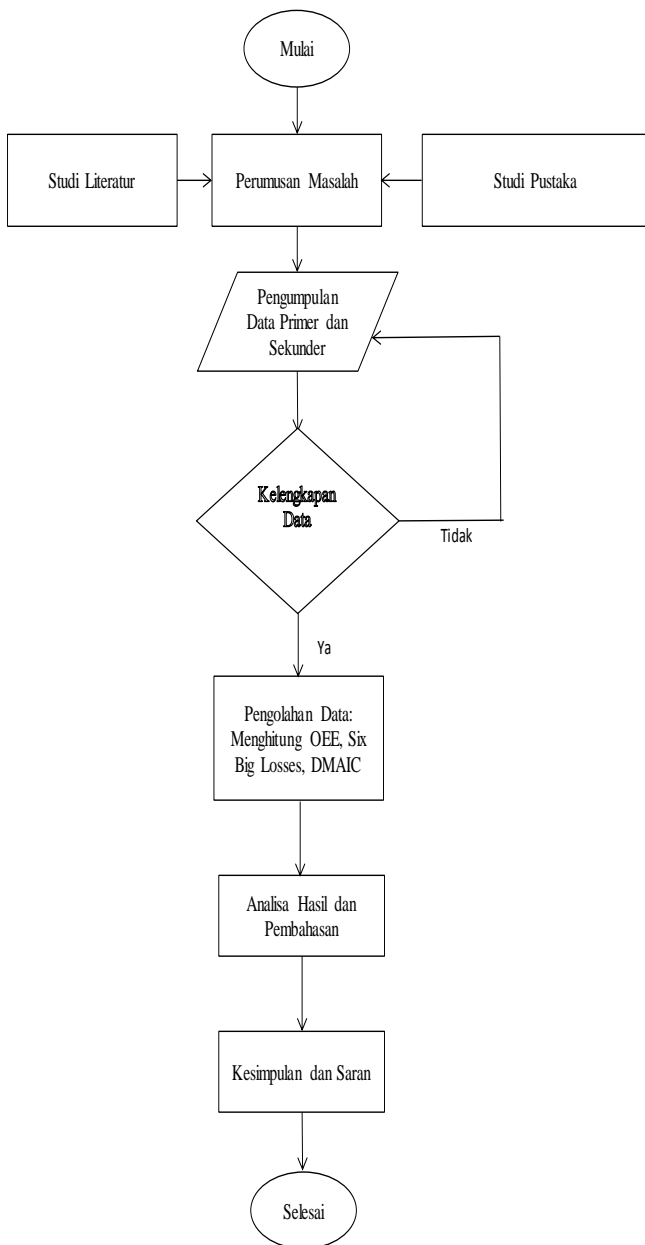 Mulai
Studi Literatur
Perumusan Masalah
Studi Pustaka
Pengumpulan
Data Primer dan
Sekunder
Kelengkapan
Data
Tidak
Ya
Pengolahan Data:
Menghitung OEE, Six
Big Losses, DMAIC
Analisa Hasil dan
Pembahasan
Kesimpulan dan Saran
Selesai